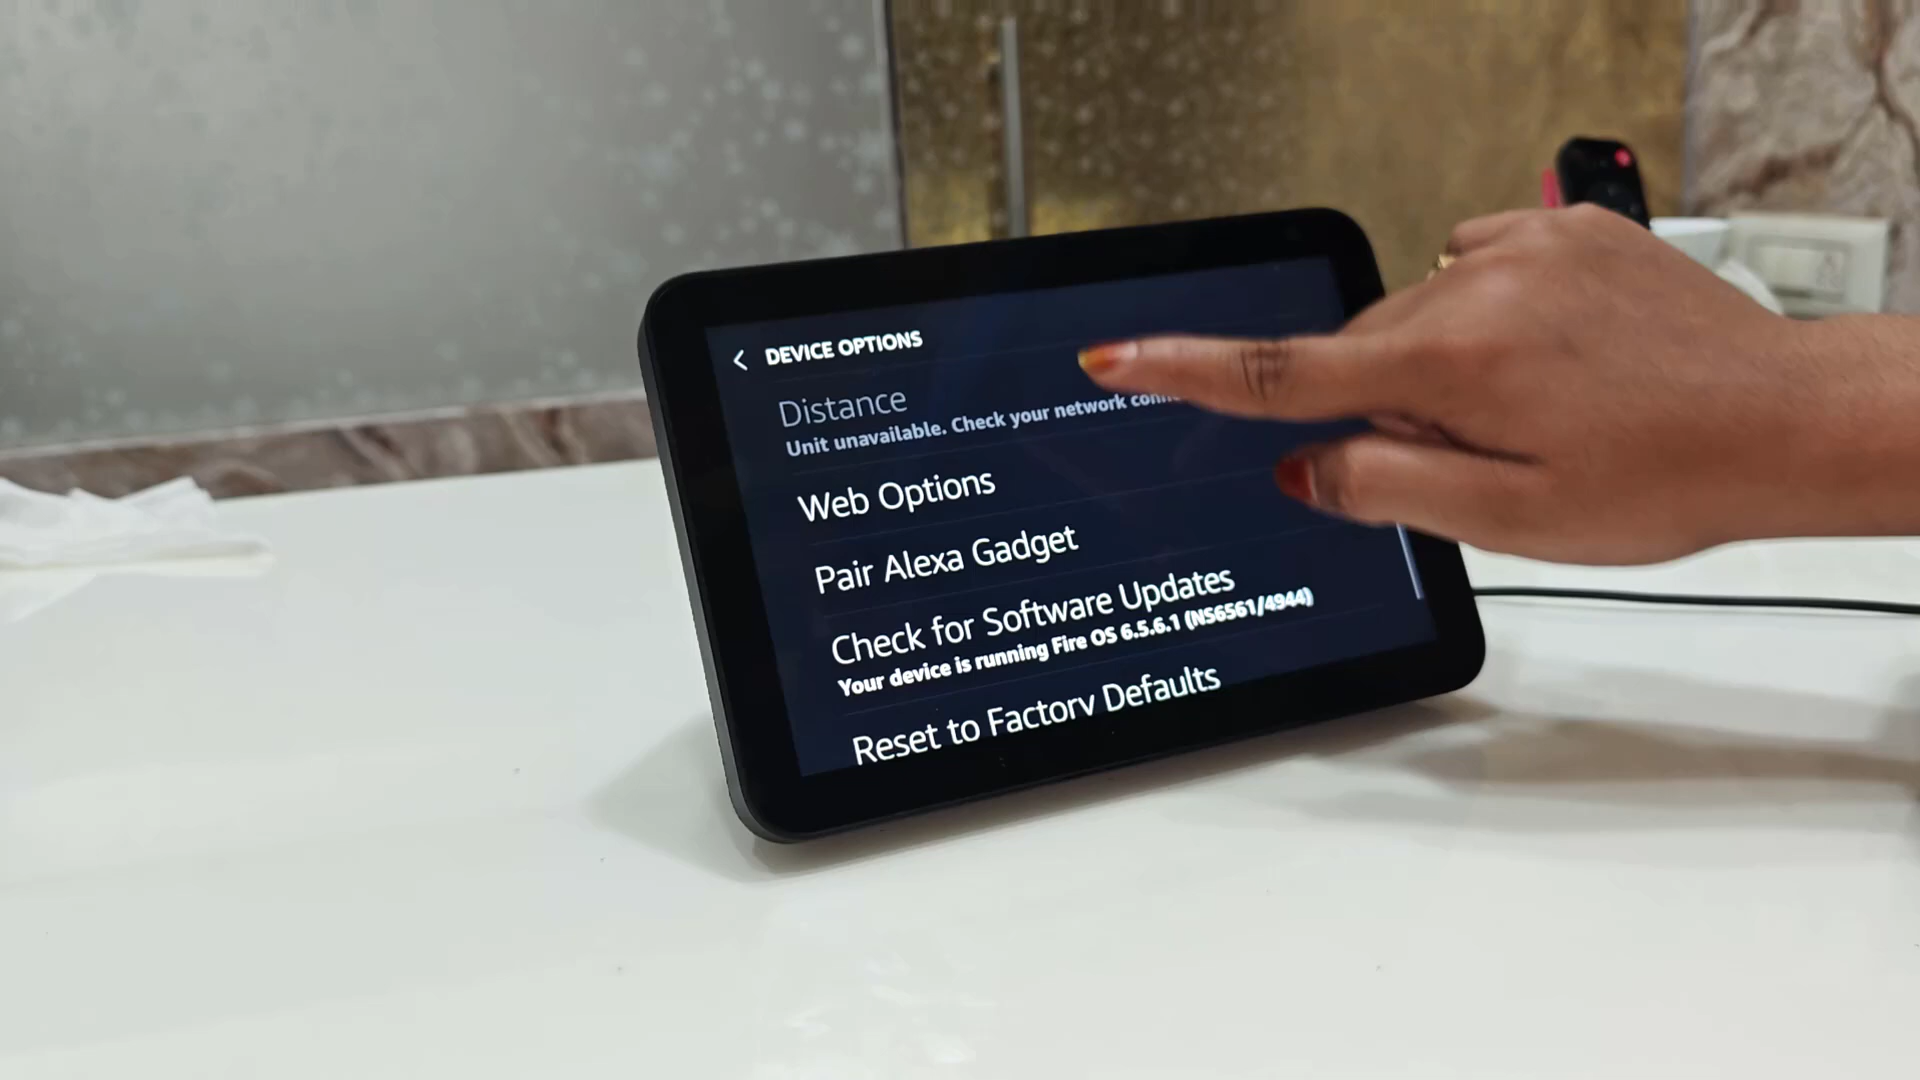 DEVICE OPTIONS
Distance
Unit unavailable. Check your network
Web Options
Pair Alexa Gadget
Check for Software Updates
Your device is running Fire OS 6.5.6.1 (NS6561/4944)
Reset to Factory Defaults